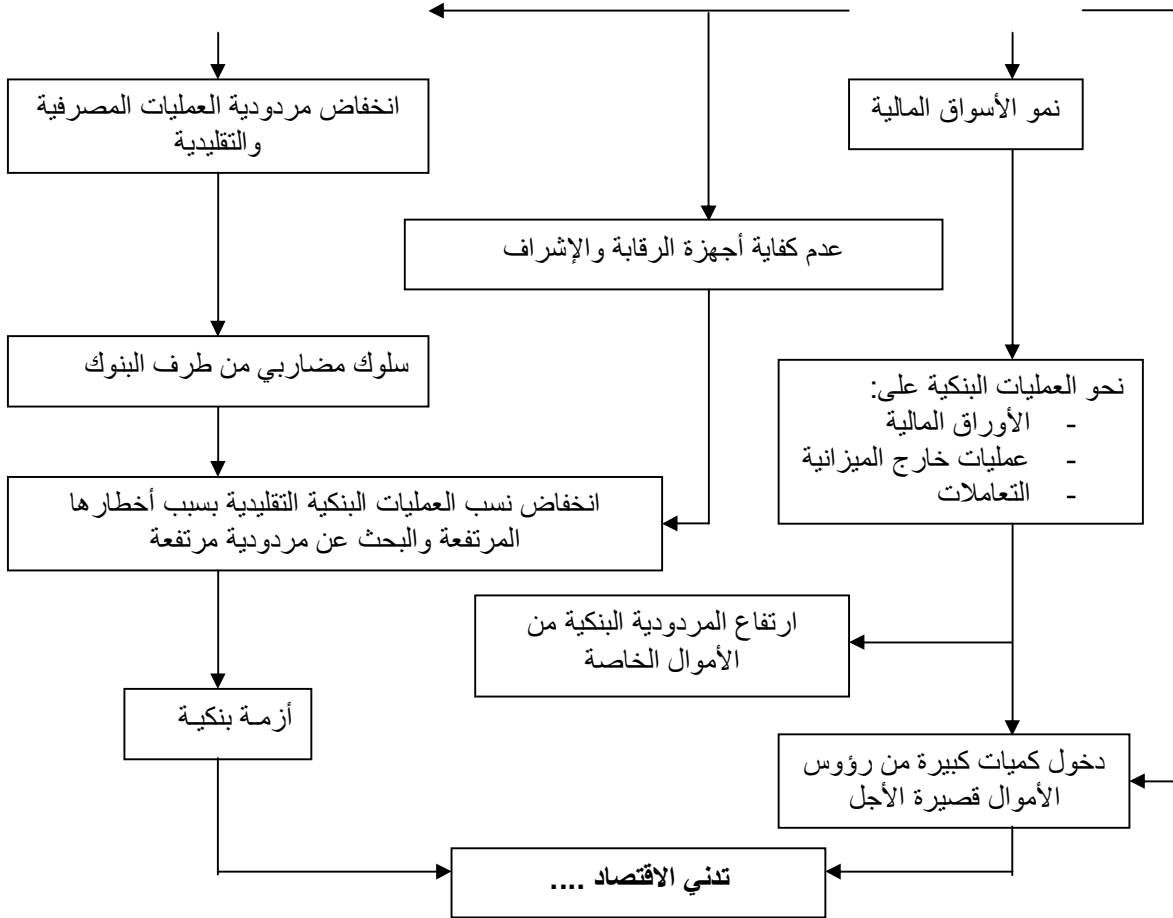 نمو الأسواق المالية
انخفاض مردودية العمليات المصرفية
والتقليدية
عدم كفاية أجهزة الرقابة والإشراف
سلوك مضاربي من طرف البنوك
نحو العمليات البنكية على:
- الأوراق المالية
- عمليات خارج الميزانية
- التعاملات
انخفاض نسب العمليات البنكية التقليدية بسبب أخطارها
المرتفعة والبحث عن مردودية مرتفعة
ارتفاع المردودية البنكية من
الأموال الخاصة
أزمـة بنكيـة
دخول كميات كبيرة من رؤوس
الأموال قصيرة الأجل
تدني الاقتصاد ....